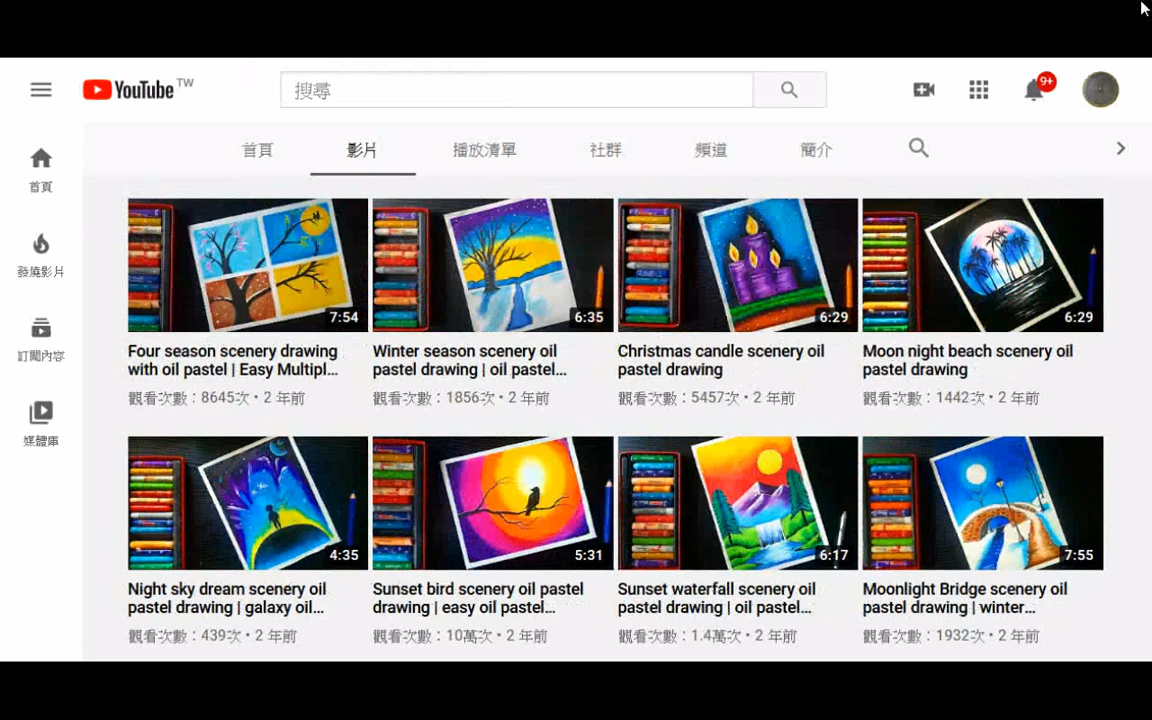 YouTube TW
搜尋
9+
首頁
影片
播放清單
社群
頻道
簡介
首頁
發燒影片
訂閱內容
媒體庫
7:54
6:35
6:29
6:29
Four season scenery drawing
with oil pastel | Easy Multipl...
觀看次數：8645次 • 2 年前
Winter season scenery oil
pastel drawing | oil pastel...
觀看次數：1856次 • 2 年前
Christmas candle scenery oil
pastel drawing
觀看次數：5457次 • 2 年前
Moon night beach scenery oil
pastel drawing
觀看次數：1442次 • 2 年前
4:35
5:31
6:17
7:55
Night sky dream scenery oil
pastel drawing | galaxy oil...
觀看次數：439次 • 2 年前
Sunset bird scenery oil pastel
drawing | easy oil pastel...
觀看次數：10萬次 • 2 年前
Sunset waterfall scenery oil
pastel drawing | oil pastel...
觀看次數：1.4萬次 • 2 年前
Moonlight Bridge scenery oil
pastel drawing | winter...
觀看次數：1932次 • 2 年前